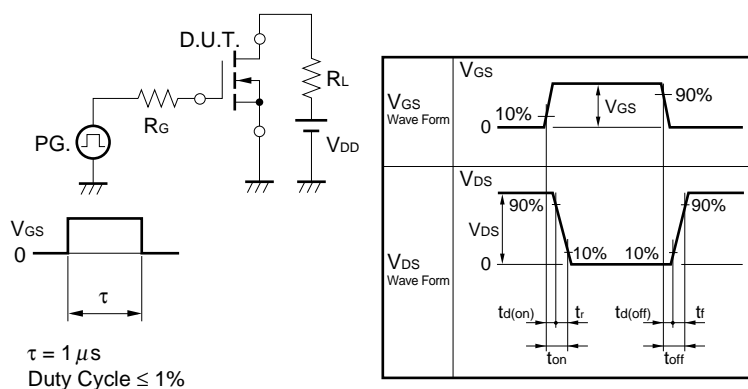 D.U.T.
RL
RG
PG.
VDD
VGS
0
τ
τ = 1 μs
Duty Cycle ≤ 1%
VGS
Wave Form
VGS
10%
VGS
90%
0
VDS
Wave Form
VDS
90%
VDS
90%
10%
10%
0
td(on)
tr
td(off)
tf
ton
toff